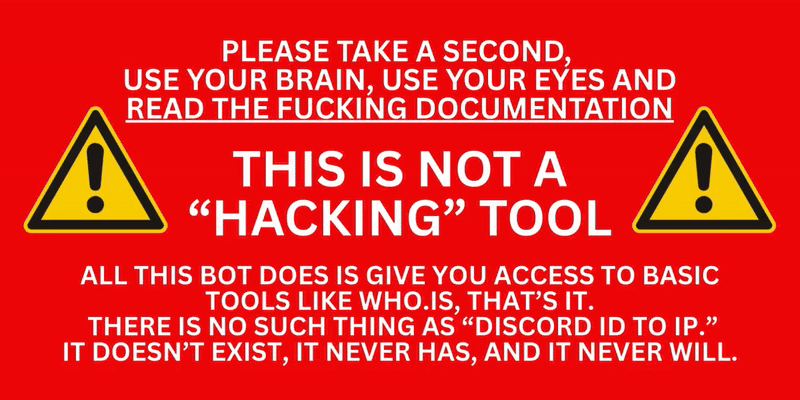 PLEASE TAKE A SECOND,
USE YOUR BRAIN, USE YOUR EYES AND
READ THE FUCKING DOCUMENTATION
THIS IS NOT A
“HACKING” TOOL
ALL THIS BOT DOES IS GIVE YOU ACCESS TO BASIC
TOOLS LIKE WHO.IS, THAT’S IT.
THERE IS NO SUCH THING AS “DISCORD ID TO IP.”
IT DOESN’T EXIST, IT NEVER HAS, AND IT NEVER WILL.